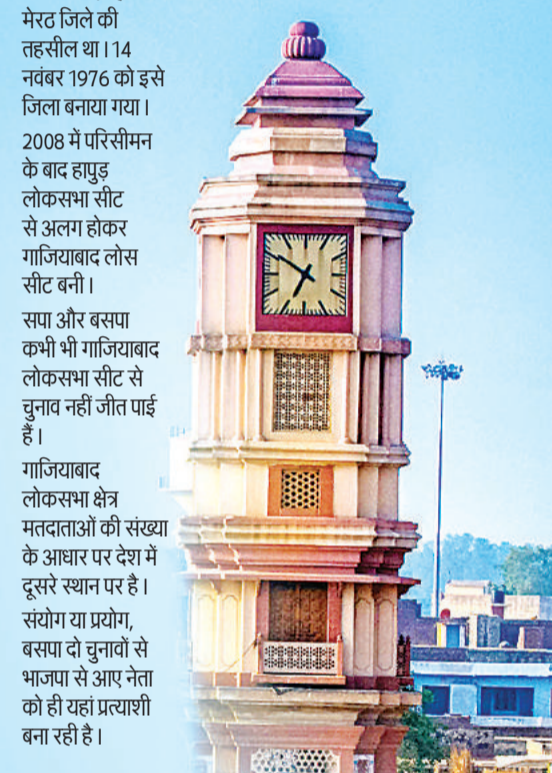 मेरठ जिले की
तहसील था। 14
नवंबर 1976 को इसे
जिला बनाया गया।
2008 में परिसीमन
के बाद हापुड़
लोकसभा सीट
से अलग होकर
गाजियाबाद लोस
सीट बनी।
सपा और बसपा
कभी भी गाजियाबाद
लोकसभा सीट से
चुनाव नहीं जीत पाई
हैं।
गाजियाबाद
लोकसभा क्षेत्र
मतदाताओं की संख्या
के आधार पर देश में
दूसरे स्थान पर है।
संयोग या प्रयोग,
बसपा दो चुनावों से
भाजपा से आए नेता
को ही यहां प्रत्याशी
बना रही है।